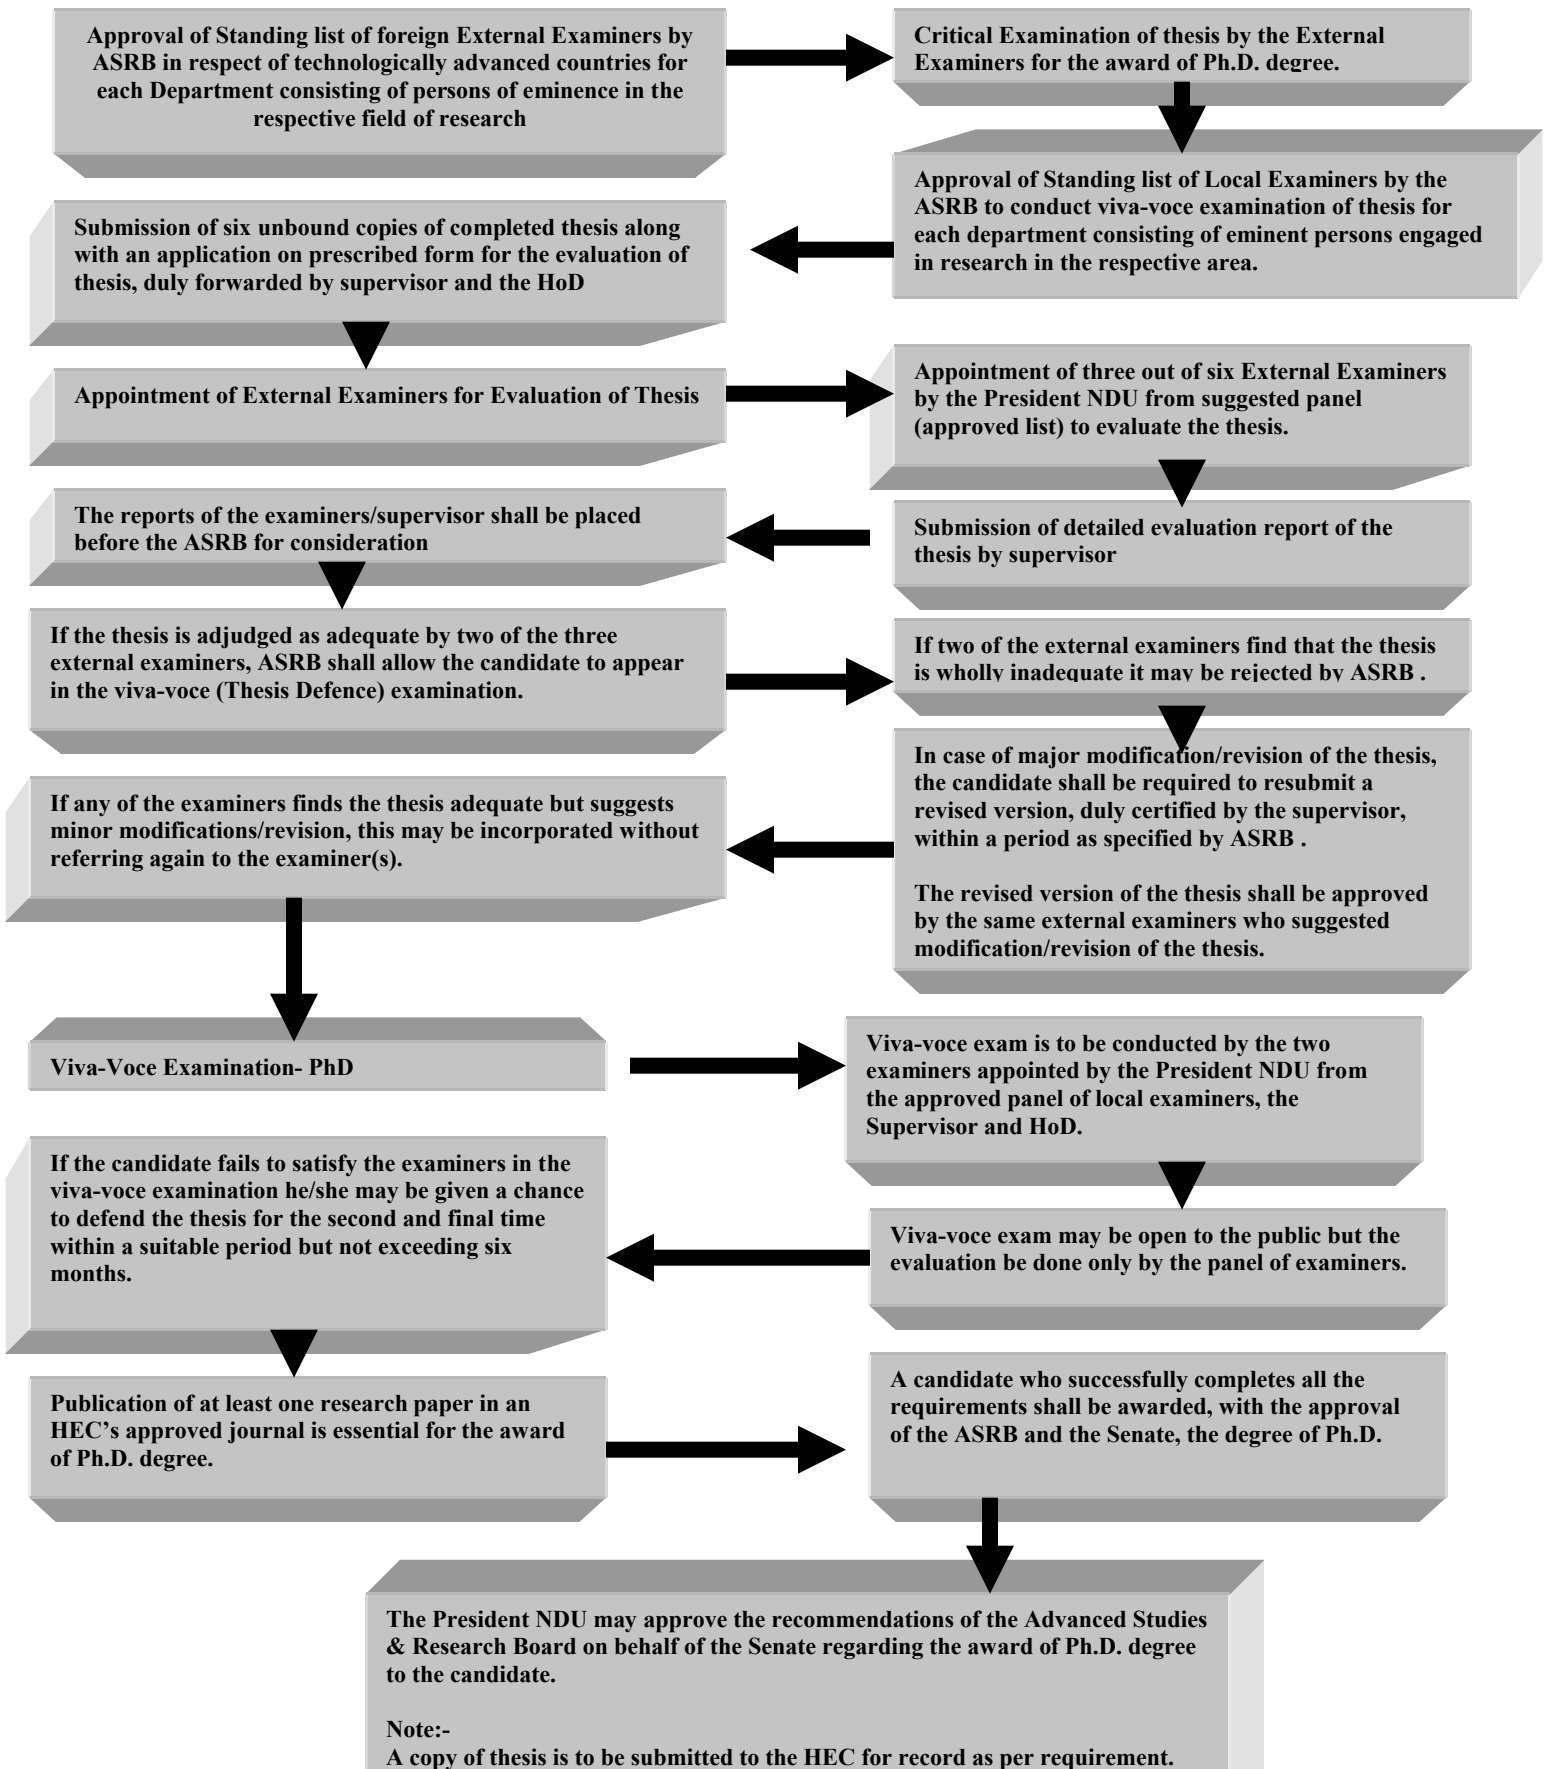 Approval of Standing list of foreign External Examiners by
ASRB in respect of technologically advanced countries for
each Department consisting of persons of eminence in the
respective field of research
Critical Examination of thesis by the External
Examiners for the award of Ph.D. degree.
Approval of Standing list of Local Examiners by the
ASRB to conduct viva-voce examination of thesis for
each department consisting of eminent persons engaged
in research in the respective area.
Submission of six unbound copies of completed thesis along
with an application on prescribed form for the evaluation of
thesis, duly forwarded by supervisor and the HoD
Appointment of External Examiners for Evaluation of Thesis
Appointment of three out of six External Examiners
by the President NDU from suggested panel
(approved list) to evaluate the thesis.
Submission of detailed evaluation report of the
thesis by supervisor
The reports of the examiners/supervisor shall be placed
before the ASRB for consideration
If the thesis is adjudged as adequate by two of the three
external examiners, ASRB shall allow the candidate to appear
in the viva-voce (Thesis Defence) examination.
If two of the external examiners find that the thesis
is wholly inadequate it may be rejected by ASRB .
In case of major modification/revision of the thesis,
the candidate shall be required to resubmit a
revised version, duly certified by the supervisor,
within a period as specified by ASRB .
The revised version of the thesis shall be approved
by the same external examiners who suggested
modification/revision of the thesis.
If any of the examiners finds the thesis adequate but suggests
minor modifications/revision, this may be incorporated without
referring again to the examiner(s).
Viva-Voce Examination- PhD
Viva-voce exam is to be conducted by the two
examiners appointed by the President NDU from
the approved panel of local examiners, the
Supervisor and HoD.
Viva-voce exam may be open to the public but the
evaluation be done only by the panel of examiners.
If the candidate fails to satisfy the examiners in the
viva-voce examination he/she may be given a chance
to defend the thesis for the second and final time
within a suitable period but not exceeding six
months.
Publication of at least one research paper in an
HEC’s approved journal is essential for the award
of Ph.D. degree.
A candidate who successfully completes all the
requirements shall be awarded, with the approval
of the ASRB and the Senate, the degree of Ph.D.
The President NDU may approve the recommendations of the Advanced Studies
& Research Board on behalf of the Senate regarding the award of Ph.D. degree
to the candidate.
Note:-
A copy of thesis is to be submitted to the HEC for record as per requirement.